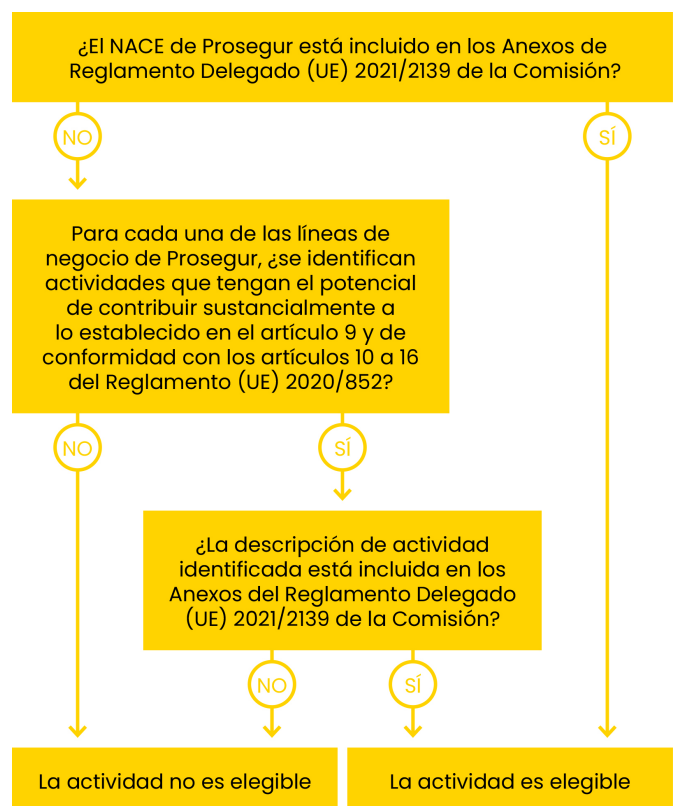 ¿El NACE de Prosegur está incluido en los Anexos de
Reglamento Delegado (UE) 2021/2139 de la Comisión?
NO
SÍ
Para cada una de las líneas de
negocio de Prosegur, ¿se identifican
actividades que tengan el potencial
de contribuir sustancialmente a
lo establecido en el artículo 9 y de
conformidad con los artículos 10 a 16
del Reglamento (UE) 2020/852?
NO
SÍ
¿La descripción de actividad
identificada está incluida en los
Anexos del Reglamento Delegado
(UE) 2021/2139 de la Comisión?
NO
SÍ
La actividad no es elegible
La actividad es elegible